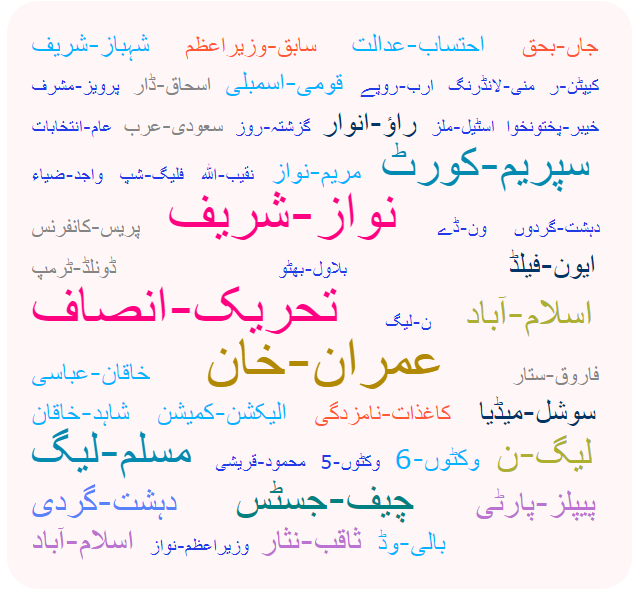 جاں-بحق احتساب-عدالت سابق-وزیراعظم شہباز-شریف
کیپٹن-ر منی-لانڈرنگ ارب-روپے قومی-اسمبلی اسحاق-ڈار پرویز-مشرف
خیبر-پختونخوا اسٹیل-ملز راؤ-انوار گزشتہ-روز سعودی-عرب عام-انتخابات
سپریم-کورٹ مریم-نواز نقیب-اللہ فلیگ-شپ واجد-ضیاء
دہشت-گردوں ون-ڈے نواز-شریف پریس-کانفرنس
ایون-فیلڈ بلاول-بھٹو ڈونلڈ-ٹرمپ
اسلام-آباد ن-لیگ تحریک-انصاف
فاروق-ستار عمران-خان خاقان-عباسی
سوشل-میڈیا کاغذات-نامزدگی الیکشن-کمیشن شاہد-خاقان
لیگ-ن وکٹوں-6 وکٹوں-5 محمود-قریشی مسلم-لیگ
پیپلز-پارٹی چیف-جسٹس دہشت-گردی
بالی-وڈ ثاقب-نثار وزیراعظم-نواز اسلام-آباد